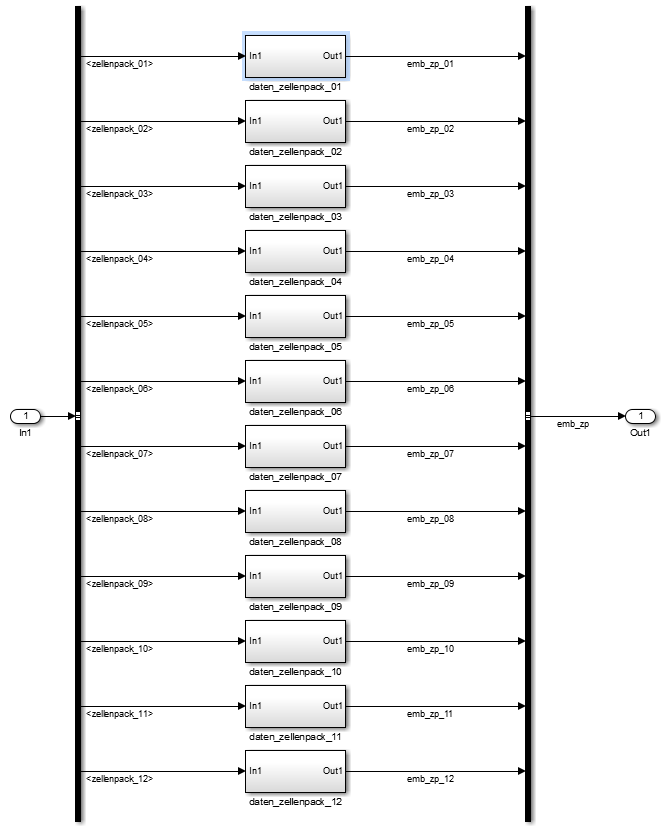 In1 Out1
<zellenpack_01> emb_zp_01
daten_zellenpack_01
In1 Out1
<zellenpack_02> emb_zp_02
daten_zellenpack_02
In1 Out1
<zellenpack_03> emb_zp_03
daten_zellenpack_03
In1 Out1
<zellenpack_04> emb_zp_04
daten_zellenpack_04
In1 Out1
<zellenpack_05> emb_zp_05
daten_zellenpack_05
In1 Out1
<zellenpack_06> emb_zp_06
daten_zellenpack_06
1 1
emb_zp
In1 Out1
In1 Out1
<zellenpack_07> emb_zp_07
daten_zellenpack_07
In1 Out1
<zellenpack_08> emb_zp_08
daten_zellenpack_08
In1 Out1
<zellenpack_09> emb_zp_09
daten_zellenpack_09
In1 Out1
<zellenpack_10> emb_zp_10
daten_zellenpack_10
In1 Out1
<zellenpack_11> emb_zp_11
daten_zellenpack_11
In1 Out1
<zellenpack_12> emb_zp_12
daten_zellenpack_12